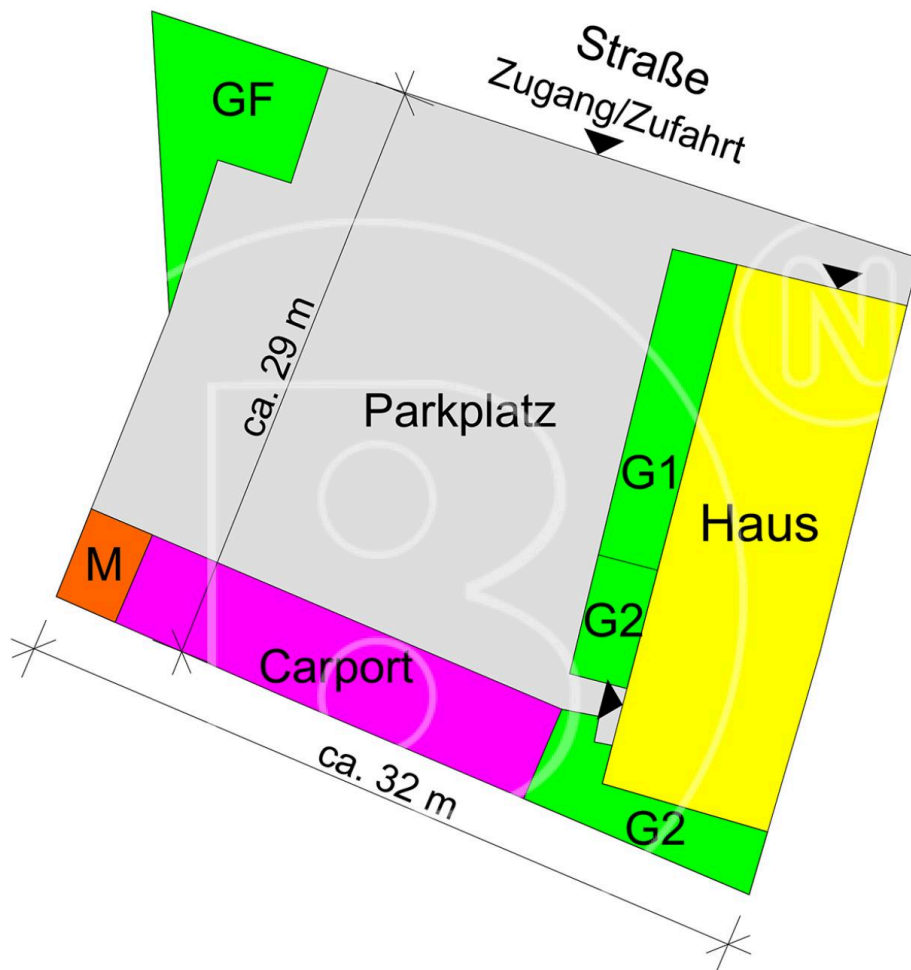 Straße
Zugang/Zufahrt
GF
N
ca. 29 m
Parkplatz
G1
Haus
M
G2
Carport
ca. 32 m
G2